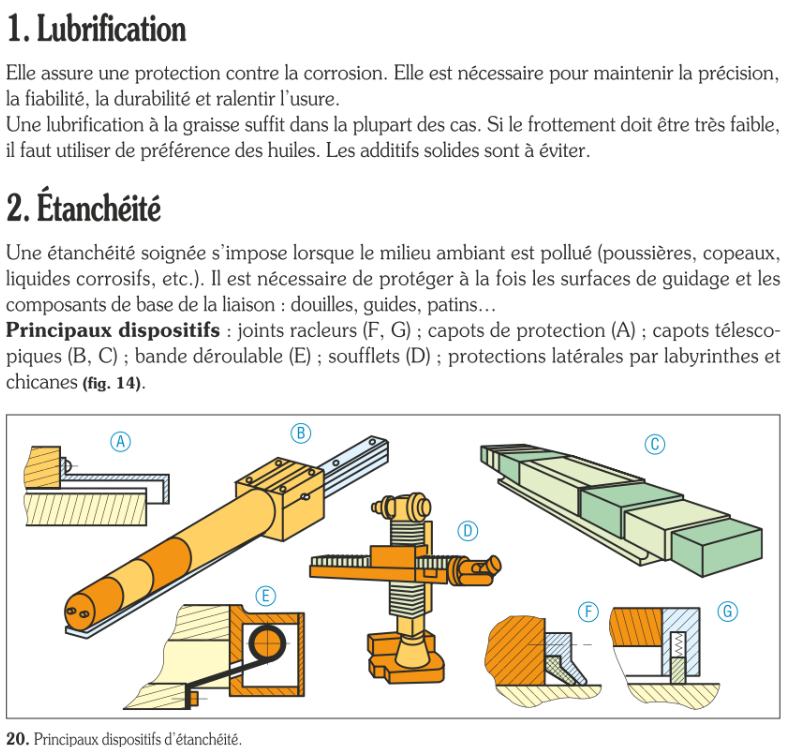 1. Lubrification
Elle assure une protection contre la corrosion. Elle est nécessaire pour maintenir la précision,
la fiabilité, la durabilité et ralentir l'usure.
Une lubrification à la graisse suffit dans la plupart des cas. Si le frottement doit être très faible,
il faut utiliser de préférence des huiles. Les additifs solides sont à éviter.
2. Étanchéité
Une étanchéité soignée s'impose lorsque le milieu ambiant est pollué (poussières, copeaux,
liquides corrosifs, etc.). Il est nécessaire de protéger à la fois les surfaces de guidage et les
composants de base de la liaison : douilles, guides, patins…
Principaux dispositifs : joints racleurs (F, G) ; capots de protection (A) ; capots télesco-
piques (B, C) ; bande déroulable (E) ; soufflets (D) ; protections latérales par labyrinthes et
chicanes (fig. 14).
A
B
C
D
E
F
G
20. Principaux dispositifs d'étanchéité.